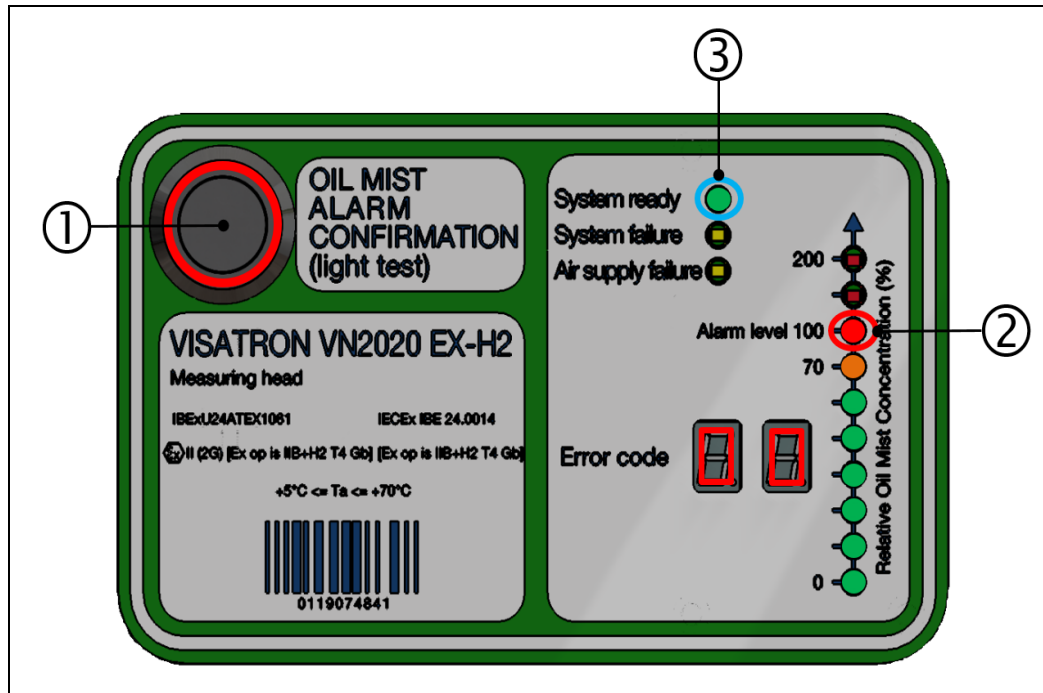 ③
①
OIL MIST
ALARM
CONFIRMATION
(light test)
System ready
System failure
Air supply failure
200
Alarm level 100
②
70
Relative Oil Mist Concentration (%)
0
Error code
00
VISATRON VN2020 EX-H2
Measuring head
IBExU24ATEX1061 IECEx IBE 24.0014
Ex II (2G) [Ex op is IIB+H2 T4 Gb] [Ex op is IIB+H2 T4 Gb]
+5°C <= Ta <= +70°C
0119074841